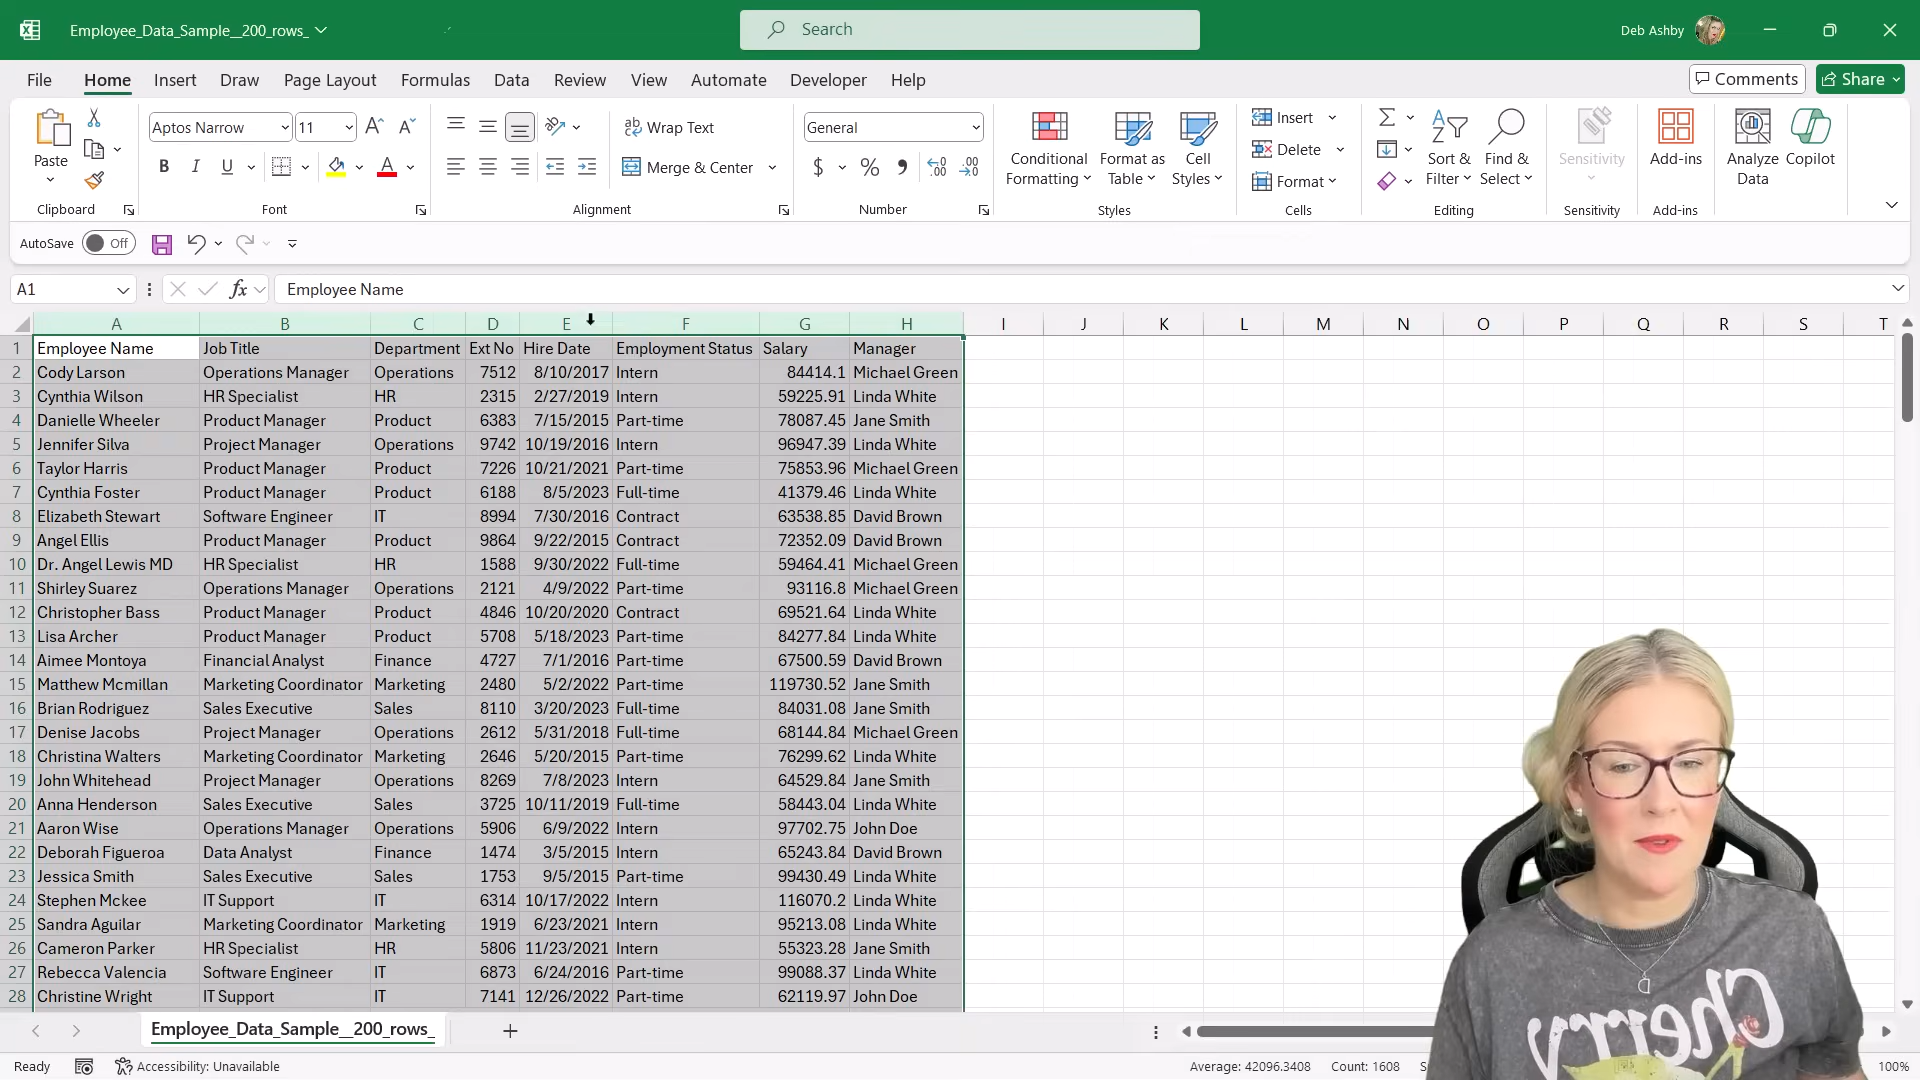 Employee_Data_Sample__200_rows_
Search
Deb Ashby
File Home Insert Draw Page Layout Formulas Data Review View Automate Developer Help
Comments Share
Paste
Clipboard
Aptos Narrow 11
B I U
Font
Wrap Text
Merge & Center
Alignment
General
$ %
Number
Conditional Formatting
Format as Table
Cell Styles
Styles
Insert
Delete
Format
Cells
Sort & Filter
Find & Select
Editing
Sensitivity
Sensitivity
Add-ins
Add-ins
Analyze Data
Copilot
AutoSave Off
A1 fx Employee Name
A B C D E F G H I J K L M N O P Q R S T
1 Employee Name Job Title Department Ext No Hire Date Employment Status Salary Manager
2 Cody Larson Operations Manager Operations 7512 8/10/2017 Intern 84414.1 Michael Green
3 Cynthia Wilson HR Specialist HR 2315 2/27/2019 Intern 59225.91 Linda White
4 Danielle Wheeler Product Manager Product 6383 7/15/2015 Part-time 78087.45 Jane Smith
5 Jennifer Silva Project Manager Operations 9742 10/19/2016 Intern 96947.39 Linda White
6 Taylor Harris Product Manager Product 7226 10/21/2021 Part-time 75853.96 Michael Green
7 Cynthia Foster Product Manager Product 6188 8/5/2023 Full-time 41379.46 Linda White
8 Elizabeth Stewart Software Engineer IT 8994 7/30/2016 Contract 63538.85 David Brown
9 Angel Ellis Product Manager Product 9864 9/22/2015 Contract 72352.09 David Brown
10 Dr. Angel Lewis MD HR Specialist HR 1588 9/30/2022 Full-time 59464.41 Michael Green
11 Shirley Suarez Operations Manager Operations 2121 4/9/2022 Part-time 93116.8 Michael Green
12 Christopher Bass Product Manager Product 4846 10/20/2020 Contract 69521.64 Linda White
13 Lisa Archer Product Manager Product 5708 5/18/2023 Part-time 84277.84 Linda White
14 Aimee Montoya Financial Analyst Finance 4727 7/1/2016 Part-time 67500.59 David Brown
15 Matthew Mcmillan Marketing Coordinator Marketing 2480 5/2/2022 Part-time 119730.52 Jane Smith
16 Brian Rodriguez Sales Executive Sales 8110 3/20/2023 Full-time 84031.08 Jane Smith
17 Denise Jacobs Project Manager Operations 2612 5/31/2018 Full-time 68144.84 Michael Green
18 Christina Walters Marketing Coordinator Marketing 2646 5/20/2015 Part-time 76299.62 Linda White
19 John Whitehead Project Manager Operations 8269 7/8/2023 Intern 64529.84 Jane Smith
20 Anna Henderson Sales Executive Sales 3725 10/11/2019 Full-time 58443.04 Linda White
21 Aaron Wise Operations Manager Operations 5906 6/9/2022 Intern 97702.75 John Doe
22 Deborah Figueroa Data Analyst Finance 1474 3/5/2015 Intern 65243.84 David Brown
23 Jessica Smith Sales Executive Sales 1753 9/5/2015 Part-time 99430.49 Linda White
24 Stephen Mckee IT Support IT 6314 10/17/2022 Intern 116070.2 Linda White
25 Sandra Aguilar Marketing Coordinator Marketing 1919 6/23/2021 Intern 95213.08 Linda White
26 Cameron Parker HR Specialist HR 5806 11/23/2021 Intern 55323.28 Jane Smith
27 Rebecca Valencia Software Engineer IT 6873 6/24/2016 Part-time 99088.37 Linda White
28 Christine Wright IT Support IT 7141 12/26/2022 Part-time 62119.97 John Doe
Cherry
Employee_Data_Sample__200_rows_
Ready Accessibility: Unavailable Average: 42096.3408 Count: 1608 100%